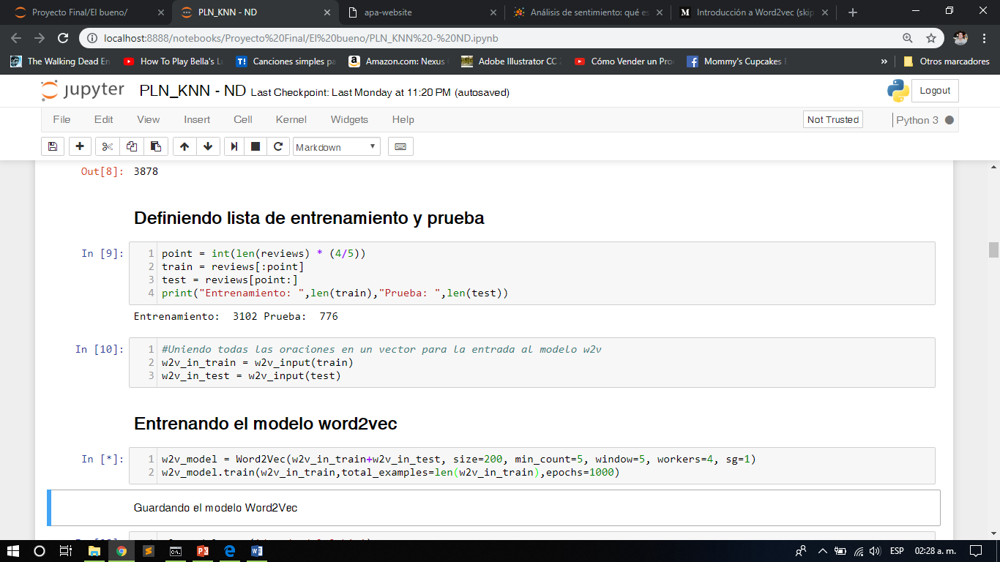 Proyecto Final/El bueno/
PLN_KNN - ND
apa-website
Análisis de sentimiento: qué es
Introducción a Word2vec (skip
localhost:8888/notebooks/Proyecto%20Final/El%20bueno/PLN_KNN%20-%20ND.ipynb
The Walking Dead En
How To Play Bella's Lu
T!
Canciones simples pa
Amazon.com: Nexus
Adobe Illustrator CC 2
Cómo Vender un Pro
Mommy's Cupcakes
»
Otros marcadores
jupyter
PLN_KNN - ND Last Checkpoint: Last Monday at 11:20 PM (autosaved)
Logout
File Edit View Insert Cell Kernel Widgets Help
Not Trusted
Python 3
Markdown
Out[8]: 3878
Definiendo lista de entrenamiento y prueba
In [9]:
1 point = int(len(reviews) * (4/5))
2 train = reviews[:point]
3 test = reviews[point:]
4 print("Entrenamiento: ",len(train),"Prueba: ",len(test))
Entrenamiento:  3102 Prueba:  776
In [10]:
1 #Uniendo todas las oraciones en un vector para la entrada al modelo w2v
2 w2v_in_train = w2v_input(train)
3 w2v_in_test = w2v_input(test)
Entrenando el modelo word2vec
In [*]:
1 w2v_model = Word2Vec(w2v_in_train+w2v_in_test, size=200, min_count=5, window=5, workers=4, sg=1)
2 w2v_model.train(w2v_in_train,total_examples=len(w2v_in_train),epochs=1000)
Guardando el modelo Word2Vec
ESP
02:28 a. m.